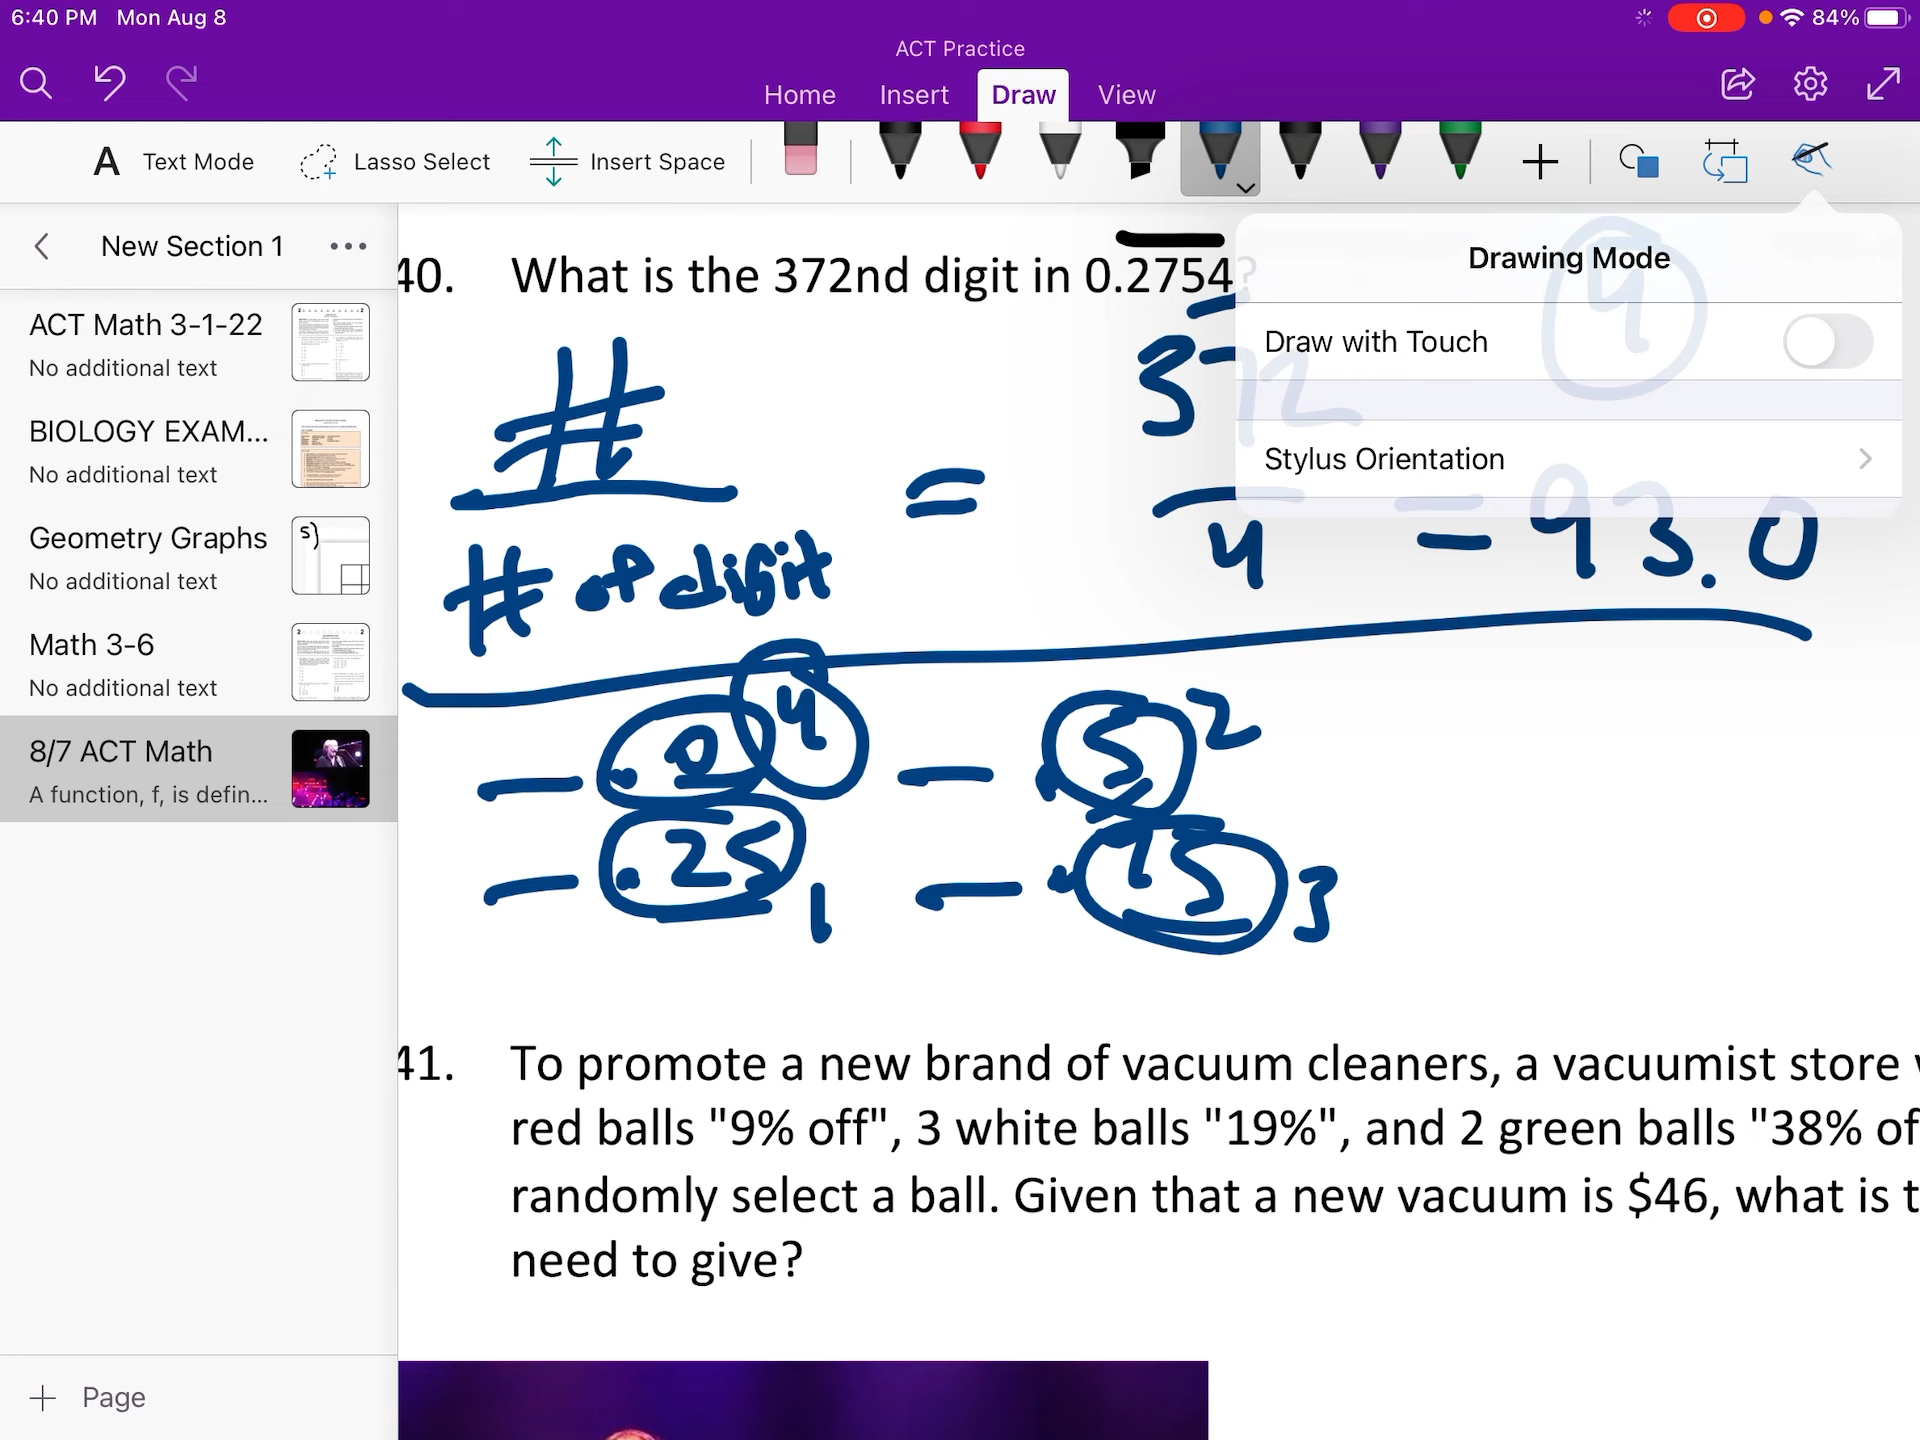 6:40 PM Mon Aug 8
84%
ACT Practice
Home Insert Draw View
A Text Mode Lasso Select Insert Space
New Section 1
ACT Math 3-1-22
No additional text
BIOLOGY EXAM...
No additional text
Geometry Graphs
No additional text
5)
Math 3-6
No additional text
8/7 ACT Math
A function, f, is defin...
+ Page
Drawing Mode
Draw with Touch
Stylus Orientation
40. What is the 372nd digit in 0.2754?
4
# = 372
# of digit 4 = 93.0
- .0 4 - .5 2
- .25 1 - .75 3
41. To promote a new brand of vacuum cleaners, a vacuumist store
red balls "9% off", 3 white balls "19%", and 2 green balls "38% of
randomly select a ball. Given that a new vacuum is $46, what is t
need to give?